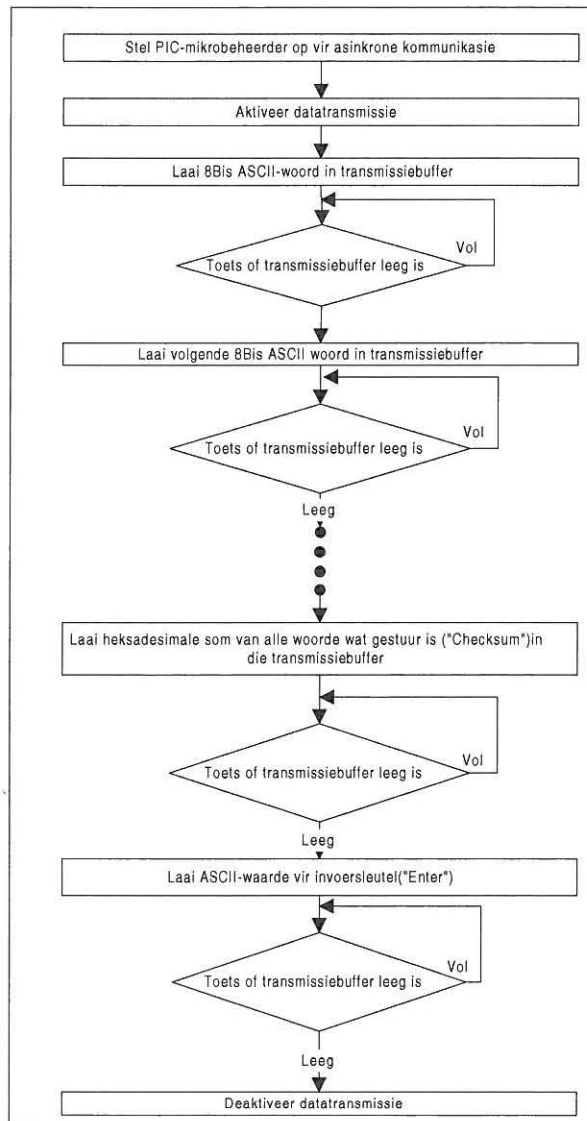 Stel PIC-mikrobeheerder op vir asinkrone kommunikasie
Aktiveer datatransmissie
Laai 8Bis ASCII-woord in transmissiebuffer
Vol
Toets of transmissiebuffer leeg is
Laai volgende 8Bis ASCII woord in transmissiebuffer
Vol
Toets of transmissiebuffer leeg is
Leeg
Laai heksadesimale som van alle woorde wat gestuur is ("Checksum")in
die transmissiebuffer
Vol
Toets of transmissiebuffer leeg is
Leeg
Laai ASCII-waarde vir invoersleutel("Enter")
Vol
Toets of transmissiebuffer leeg is
Leeg
Deaktiveer datatransmissie